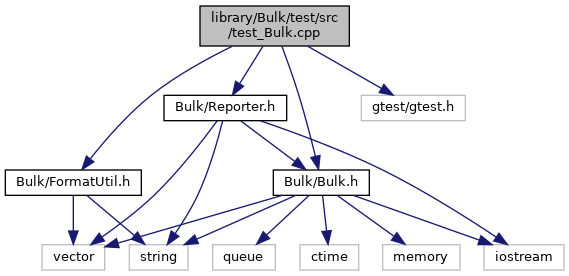 library/Bulk/test/src
/test_Bulk.cpp
Bulk/Reporter.h
gtest/gtest.h
Bulk/FormatUtil.h
Bulk/Bulk.h
vector
string
queue
ctime
memory
iostream